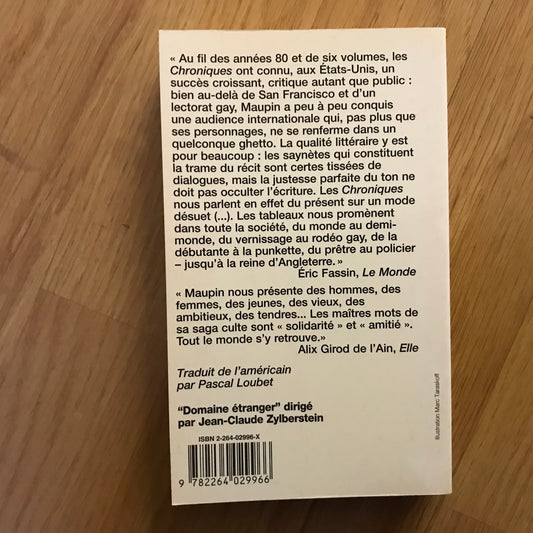 « Au fil des années 80 et de six volumes, les
Chroniques ont connu, aux États-Unis, un
succès croissant, critique autant que public :
bien au-delà de San Francisco et d'un
lectorat gay, Maupin a peu à peu conquis
une audience internationale qui, pas plus que
ses personnages, ne se renferme dans un
quelconque ghetto. La qualité littéraire y est
pour beaucoup : les saynètes qui constituent
la trame du récit sont certes tissées de
dialogues, mais la justesse parfaite du ton ne
doit pas occulter l'écriture. Les Chroniques
nous parlent en effet du présent sur un mode
désuet (...). Les tableaux nous promènent
dans toute la société, du monde au demi-
monde, du vernissage au rodéo gay, de la
débutante à la punkette, du prêtre au policier
– jusqu'à la reine d'Angleterre. »
Éric Fassin, Le Monde
« Maupin nous présente des hommes, des
femmes, des jeunes, des vieux, des
ambitieux, des tendres... Les maîtres mots de
sa saga culte sont « solidarité » et « amitié ».
Tout le monde s'y retrouve.»
Alix Girod de l'Ain, Elle
Traduit de l'américain
par Pascal Loubet
"Domaine étranger" dirigé
par Jean-Claude Zylberstein
ISBN 2-264-02996-X
9 782264 029966
Illustration Marc Taraskoff